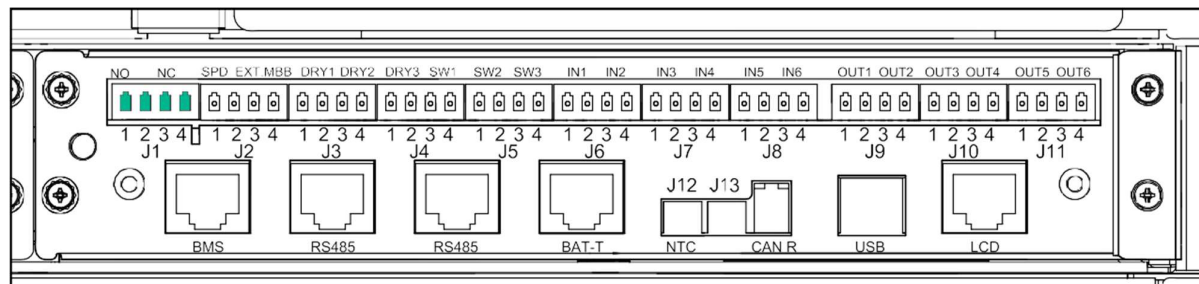 NO NC SPD EXT.MBB DRY1 DRY2 DRY3 SW1 SW2 SW3 IN1 IN2 IN3 IN4 IN5 IN6 OUT1 OUT2 OUT3 OUT4 OUT5 OUT6
1 2 3 4 1 2 3 4 1 2 3 4 1 2 3 4 1 2 3 4 1 2 3 4 1 2 3 4 1 2 3 4 1 2 3 4 1 2 3 4 1 2 3 4
J1 J2 J3 J4 J5 J6 J7 J8 J9 J10 J11
J12 J13
BMS RS485 RS485 BAT-T NTC CAN R USB LCD